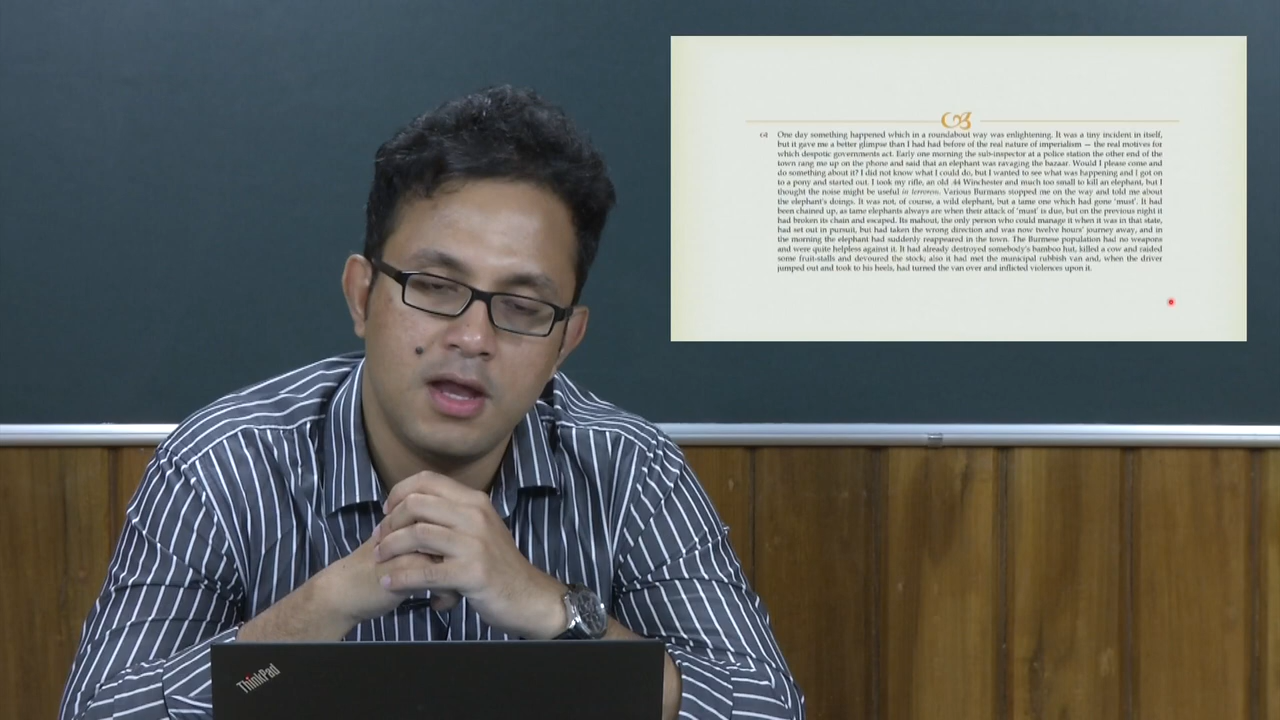 One day something happened which in a roundabout way was enlightening. It was a tiny incident in itself,
but it gave me a better glimpse than I had had before of the real nature of imperialism — the real motives for
which despotic governments act. Early one morning the sub-inspector at a police station the other end of the
town rang me up on the phone and said that an elephant was ravaging the bazaar. Would I please come and
do something about it? I did not know what I could do, but I wanted to see what was happening and I got on
to a pony and started out. I took my rifle, an old .44 Winchester and much too small to kill an elephant, but I
thought the noise might be useful in terrorem. Various Burmans stopped me on the way and told me about
the elephant's doings. It was not, of course, a wild elephant, but a tame one which had gone 'must'. It had
been chained up, as tame elephants always are when their attack of 'must' is due, but on the previous night it
had broken its chain and escaped. Its mahout, the only person who could manage it when it was in that state,
had set out in pursuit, but had taken the wrong direction and was now twelve hours' journey away, and in
the morning the elephant had suddenly reappeared in the town. The Burmese population had no weapons
and were quite helpless against it. It had already destroyed somebody's bamboo hut, killed a cow and raided
some fruit-stalls and devoured the stock; also it had met the municipal rubbish van and, when the driver
jumped out and took to his heels, had turned the van over and inflicted violences upon it.
ThinkPad